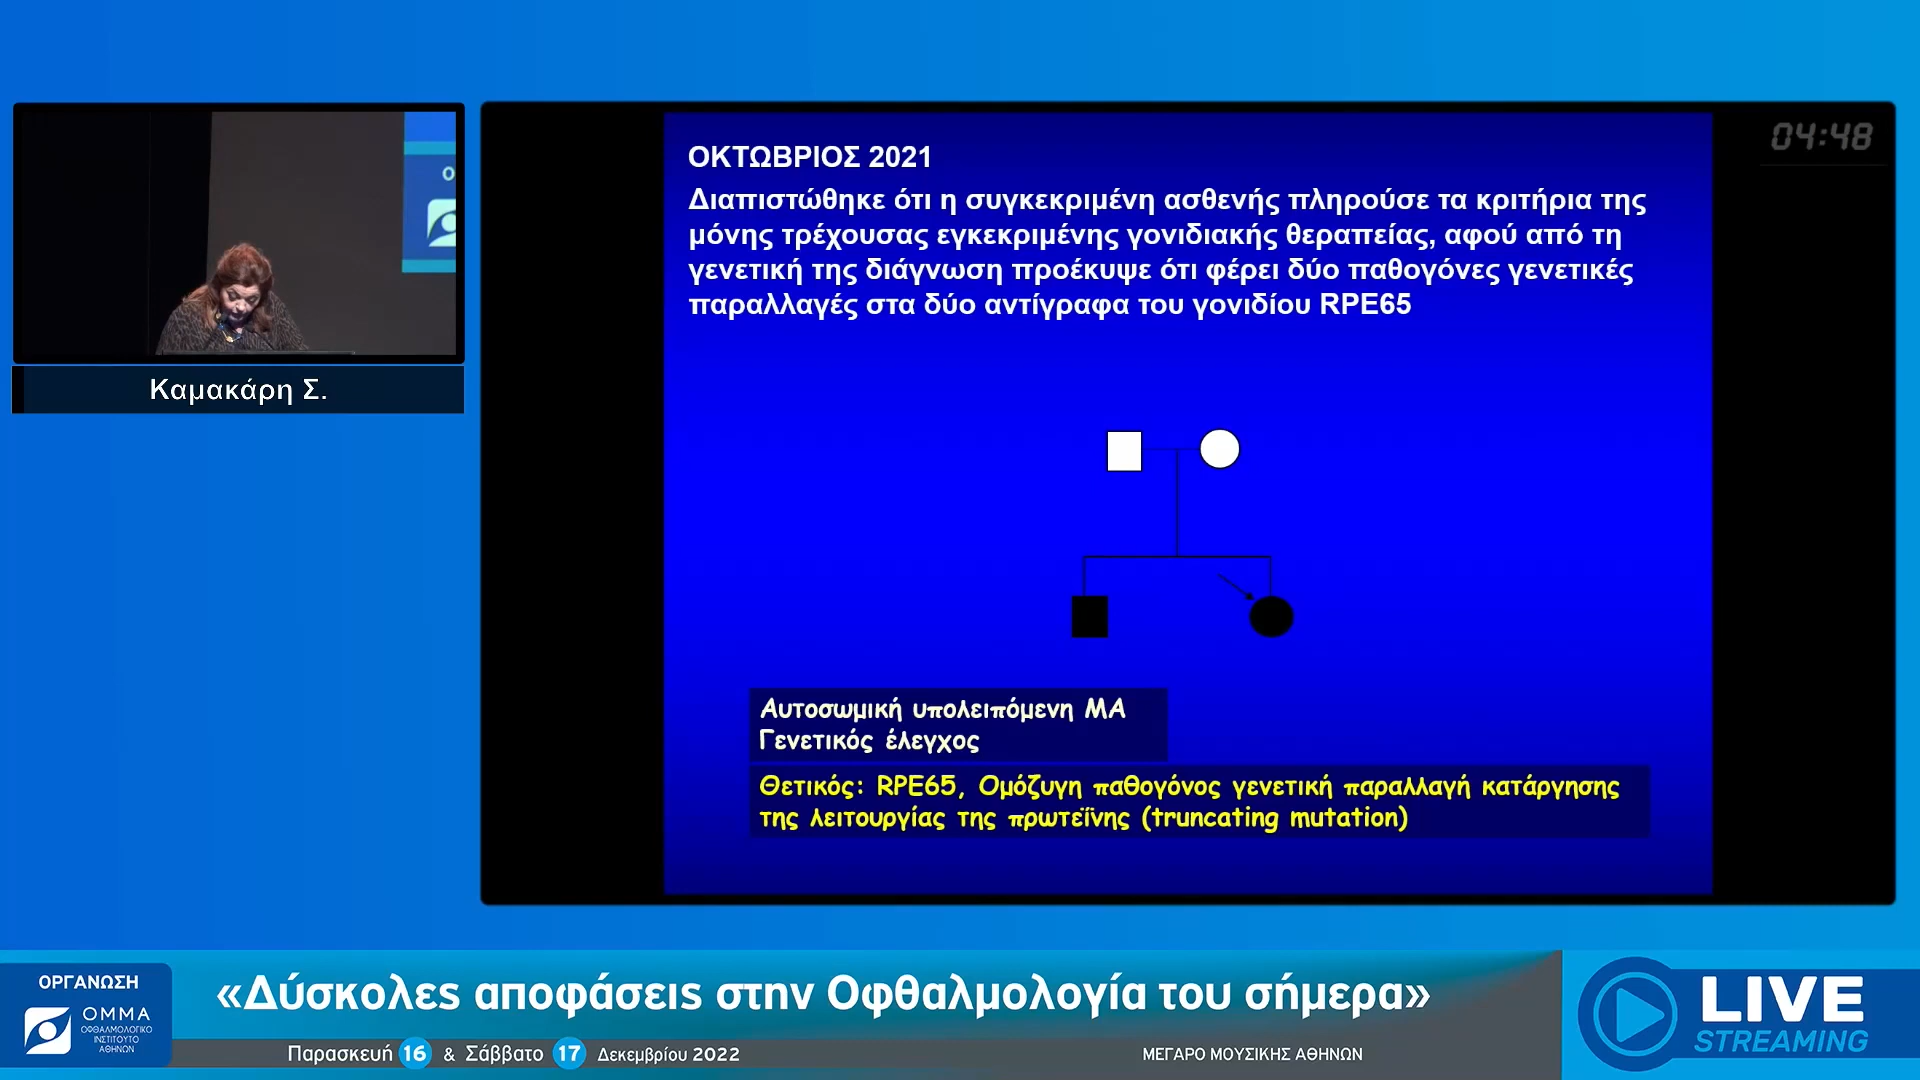 ΟΚΤΩΒΡΙΟΣ 2021
Διαπιστώθηκε ότι η συγκεκριμένη ασθενής πληρούσε τα κριτήρια της
μόνης τρέχουσας εγκεκριμένης γονιδιακής θεραπείας, αφού από τη
γενετική της διάγνωση προέκυψε ότι φέρει δύο παθογόνες γενετικές
παραλλαγές στα δύο αντίγραφα του γονιδίου RPE65
04:48
Καμακάρη Σ.
Αυτοσωμική υπολειπόμενη ΜΑ
Γενετικός έλεγχος
Θετικός: RPE65, Ομόζυγη παθογόνος γενετική παραλλαγή κατάργησης
της λειτουργίας της πρωτεΐνης (truncating mutation)
ΟΡΓΑΝΩΣΗ
ΟΜΜΑ
ΟΦΘΑΛΜΟΛΟΓΙΚΟ
ΙΝΣΤΙΤΟΥΤΟ
ΑΘΗΝΩΝ
«Δύσκολες αποφάσεις στην Οφθαλμολογία του σήμερα»
Παρασκευή 16 & Σάββατο 17 Δεκεμβρίου 2022
ΜΕΓΑΡΟ ΜΟΥΣΙΚΗΣ ΑΘΗΝΩΝ
LIVE
STREAMING